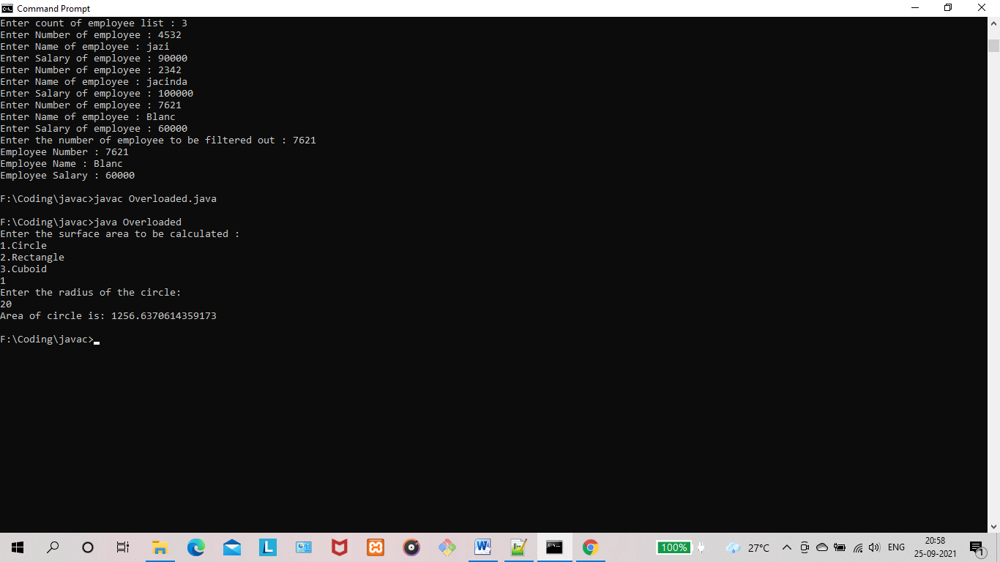 Command Prompt
Enter count of employee list : 3
Enter Number of employee : 4532
Enter Name of employee : jazi
Enter Salary of employee : 90000
Enter Number of employee : 2342
Enter Name of employee : jacinda
Enter Salary of employee : 100000
Enter Number of employee : 7621
Enter Name of employee : Blanc
Enter Salary of employee : 60000
Enter the number of employee to be filtered out : 7621
Employee Number : 7621
Employee Name : Blanc
Employee Salary : 60000
F:\Coding\javac>javac Overloaded.java
F:\Coding\javac>java Overloaded
Enter the surface area to be calculated :
1.Circle
2.Rectangle
3.Cuboid
1
Enter the radius of the circle:
20
Area of circle is: 1256.6370614359173
F:\Coding\javac>
100%
27°C
ENG
20:58
25-09-2021
1